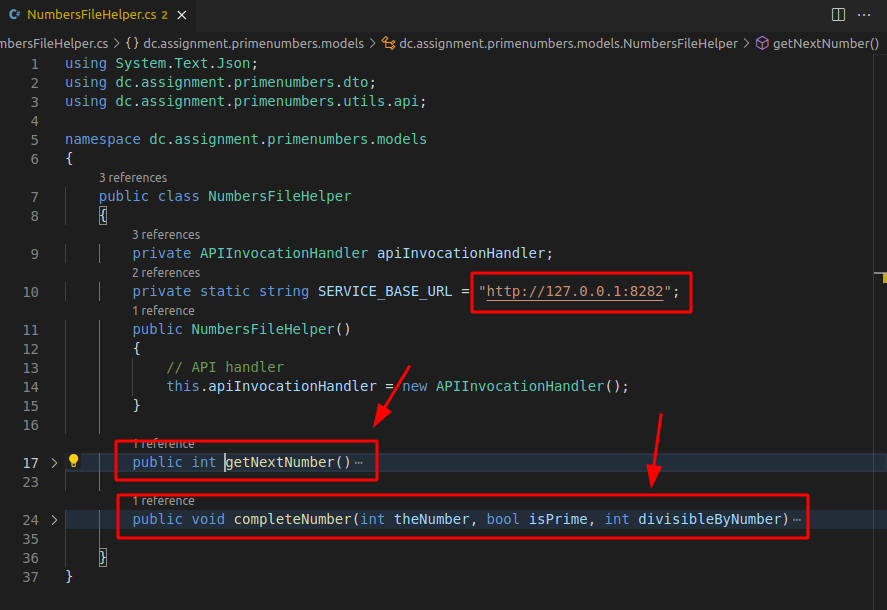 NumbersFileHelper.cs 2
mbersFileHelper.cs > {} dc.assignment.primenumbers.models > dc.assignment.primenumbers.models.NumbersFileHelper > getNextNumber()
1 using System.Text.Json;
2 using dc.assignment.primenumbers.dto;
3 using dc.assignment.primenumbers.utils.api;
4
5 namespace dc.assignment.primenumbers.models
6 {
3 references
7 public class NumbersFileHelper
8 {
3 references
9 private APIInvocationHandler apiInvocationHandler;
2 references
10 private static string SERVICE_BASE_URL = "http://127.0.0.1:8282";
1 reference
11 public NumbersFileHelper()
12 {
13 // API handler
14 this.apiInvocationHandler = new APIInvocationHandler();
15 }
16
1 reference
17 public int getNextNumber()⋯
23
1 reference
24 public void completeNumber(int theNumber, bool isPrime, int divisibleByNumber)⋯
35
36 }
37 }